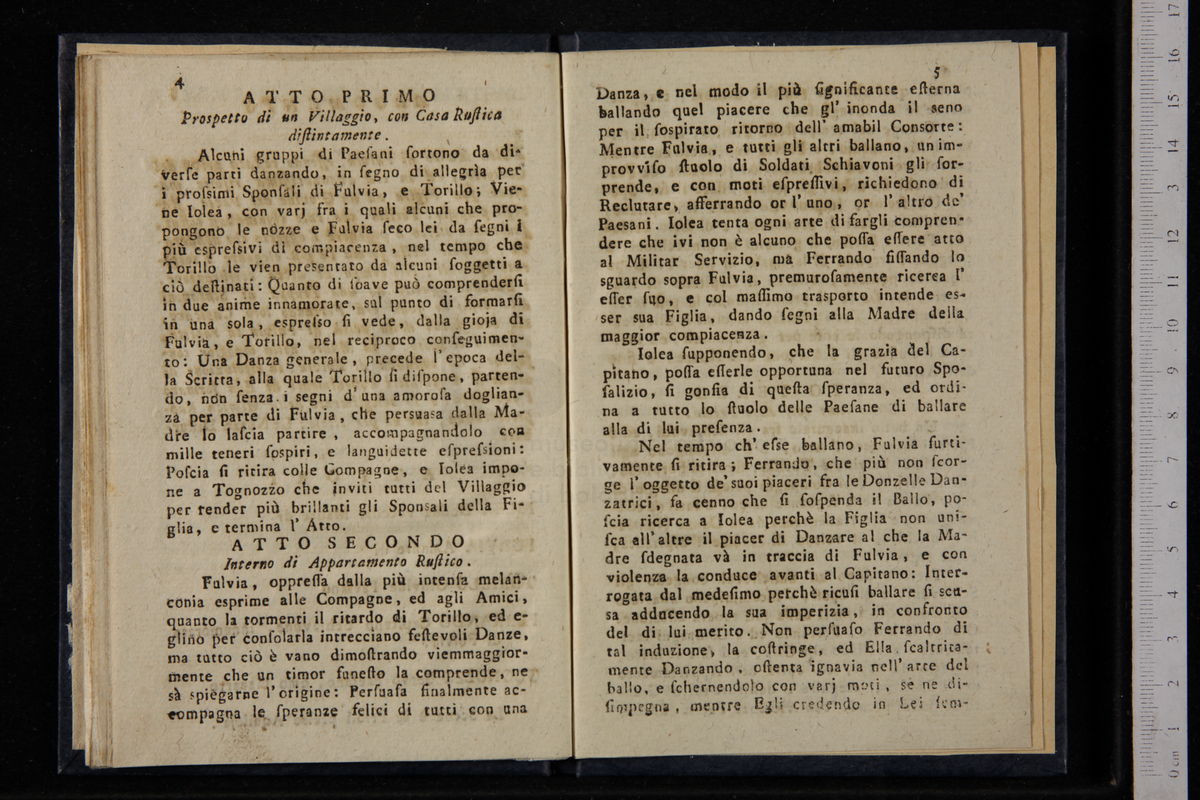 4
ATTO PRIMO
Prospetto di un Villaggio, con Casa Ruſtica
diſtintamente.
Alcuni gruppi di Paeſani ſortono da di-
verſe parti danzando, in ſegno di allegrìa per
i proſsimi Sponſali di Fulvia, e Torillo; Vie-
ne Iolea, con varj fra i quali alcuni che pro-
pongono le nozze e Fulvia ſeco lei da ſegni i
più espreſsivi di compiacenza, nel tempo che
Torillo le vien presentato da alcuni ſoggetti a
ciò deſtinati: Quanto di ſoave può comprenderſi
in due anime innamorate, sul punto di formarſi
in una sola, espreſso ſi vede, dalla gioja di
Fulvia, e Torillo, nel reciproco conſeguimen-
to: Una Danza generale, precede l'epoca del-
la Scritta, alla quale Torillo ſi diſpone, parten-
do, non ſenza i segni d'una amoroſa doglian-
za per parte di Fulvia, che persuasa dalla Ma-
dre lo laſcia partire, accompagnandolo con
mille teneri ſoſpiri, e languidette eſpreſsioni:
Poſcia ſi ritira colle Compagne, e Iolea impo-
ne a Tognozzo che inviti tutti del Villaggio
per render più brillanti gli Sponsali della Fi-
glia, e termina l' Atto.
ATTO SECONDO
Interno di Appartamento Ruſtico.
Fulvia, oppreſſa dalla più intenſa melan-
conia esprime alle Compagne, ed agli Amici,
quanto la tormenti il ritardo di Torillo, ed e-
glino per conſolarla intrecciano feſtevoli Danze,
ma tutto ciò è vano dimoſtrando viemmaggior-
mente che un timor funeſto la comprende, ne
sà spiegarne l'origine: Perſuaſa finalmente ac-
compagna le ſperanze felici di tutti con una
5
Danza, e nel modo il più ſignificante eſterna
ballando quel piacere che gl' inonda il seno
per il ſoſpirato ritorno dell' amabil Consorte:
Mentre Fulvia, e tutti gli altri ballano, un im-
provviſo ſtuolo di Soldati Schiavoni gli ſor-
prende, e con moti eſpreſſivi, richiedono di
Reclutare, afferrando or l'uno, or l'altro de'
Paesani. Iolea tenta ogni arte di fargli compren-
dere che ivi non è alcuno che poſſa eſſere atto
al Militar Servizio, ma Ferrando fiſſando lo
sguardo sopra Fulvia, premuroſamente ricerca l'
eſſer ſuo, e col maſſimo trasporto intende es-
ser sua Figlia, dando ſegni alla Madre della
maggior compiacenza.
Iolea ſupponendo, che la grazia del Ca-
pitano, poſſa eſſerle opportuna nel futuro Spo-
ſalizio, ſi gonfia di queſta ſperanza, ed ordi-
na a tutto lo ſtuolo delle Paeſane di ballare
alla di lui preſenza.
Nel tempo ch' eſse ballano, Fulvia furti-
vamente ſi ritira; Ferrando, che più non ſcor-
ge l'oggetto de' suoi piaceri fra le Donzelle Dan-
zatrici, fa cenno che ſi ſoſpenda il Ballo, po-
ſcia ricerca a Iolea perchè la Figlia non uni-
ſca all'altre il piacer di Danzare al che la Ma-
dre ſdegnata và in traccia di Fulvia, e con
violenza la conduce avanti al Capitano: Inter-
rogata dal medeſimo perchè ricuſi ballare ſi scu-
sa adducendo la sua imperizia, in confronto
del di lui merito. Non perſuaſo Ferrando di
tal induzione, la coſtringe, ed Ella ſcaltrita-
mente Danzando, oſtenta ignavia nell' arte del
ballo, e ſchernendolo con varj moti, se ne di-
ſimpegna, mentre Egli credendo in Lei ſem-